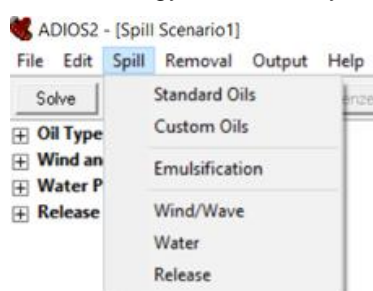 ADIOS2 - [Spill Scenario1]
File Edit Spill Removal Output Help
Solve
Oil Type
Wind an
Water P
Release
Standard Oils
Custom Oils
Emulsification
Wind/Wave
Water
Release